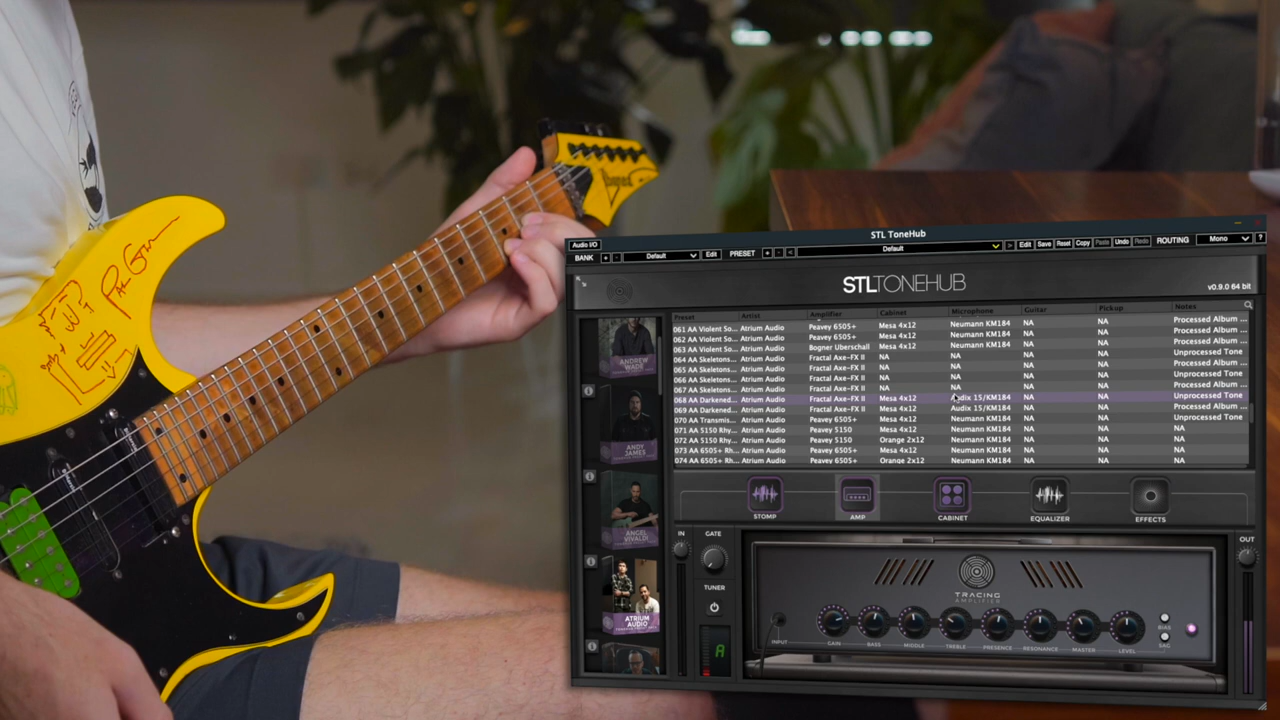 Ibanez
STL ToneHub
Audio I/O
BANK + - Default Edit PRESET + - < Default > Edit Save Reset Copy Paste Undo Redo ROUTING Mono ?
STLTONEHUB
v0.9.0 64 bit
Preset Artist Amplifier Cabinet Microphone Guitar Pickup Notes
061 AA Violent So... Atrium Audio Peavey 6505+ Mesa 4x12 Neumann KM184 NA NA Processed Album ...
062 AA Violent So... Atrium Audio Peavey 6505+ Mesa 4x12 Neumann KM184 NA NA Processed Album ...
063 AA Violent So... Atrium Audio Bogner Uberschall Mesa 4x12 Neumann KM184 NA NA Processed Album ...
064 AA Skeletons... Atrium Audio Fractal Axe-FX II NA NA NA NA Unprocessed Tone
065 AA Skeletons... Atrium Audio Fractal Axe-FX II NA NA NA NA Processed Album ...
066 AA Skeletons... Atrium Audio Fractal Axe-FX II NA NA NA NA Unprocessed Tone
067 AA Skeletons... Atrium Audio Fractal Axe-FX II NA NA NA NA Processed Album ...
068 AA Darkened... Atrium Audio Fractal Axe-FX II Mesa 4x12 Audix 15/KM184 NA NA Unprocessed Tone
069 AA Darkened... Atrium Audio Fractal Axe-FX II Mesa 4x12 Audix 15/KM184 NA NA Processed Album ...
070 AA Transmis... Atrium Audio Peavey 6505+ Mesa 4x12 Neumann KM184 NA NA Unprocessed Tone
071 AA 5150 Rhy... Atrium Audio Peavey 5150 Mesa 4x12 Neumann KM184 NA NA NA
072 AA 5150 Rhy... Atrium Audio Peavey 5150 Orange 2x12 Neumann KM184 NA NA NA
073 AA 6505+ Rh... Atrium Audio Peavey 6505+ Mesa 4x12 Neumann KM184 NA NA NA
074 AA 6505+ Rh... Atrium Audio Peavey 6505+ Orange 2x12 Neumann KM184 NA NA NA
ANDREW
WADE
ANDY
JAMES
ANGEL
VIVALDI
ATRIUM
AUDIO
STOMP AMP CABINET EQUALIZER EFFECTS
IN GATE OUT
TUNER
A
TRACING
AMPLIFIER
INPUT GAIN BASS MIDDLE TREBLE PRESENCE RESONANCE MASTER LEVEL
BIAS
SAG